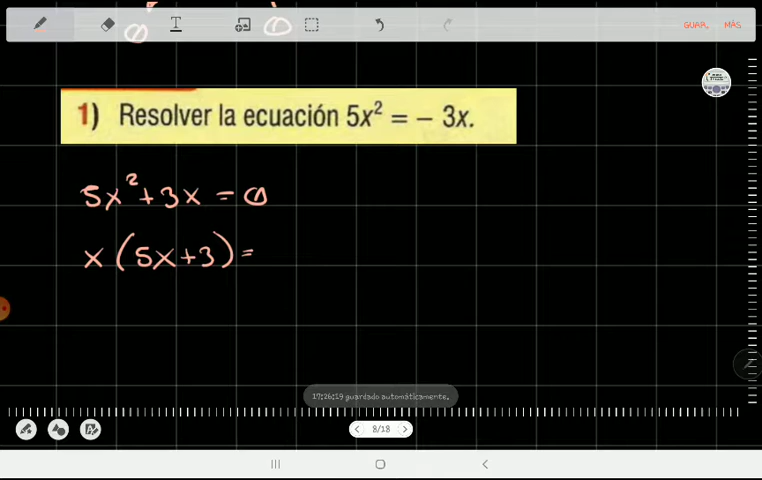 GUAR. MÁS
1) Resolver la ecuación 5x² = – 3x.
5x² + 3x = 0
x (5x+3) =
17:26:19 guardado automáticamente.
8/18